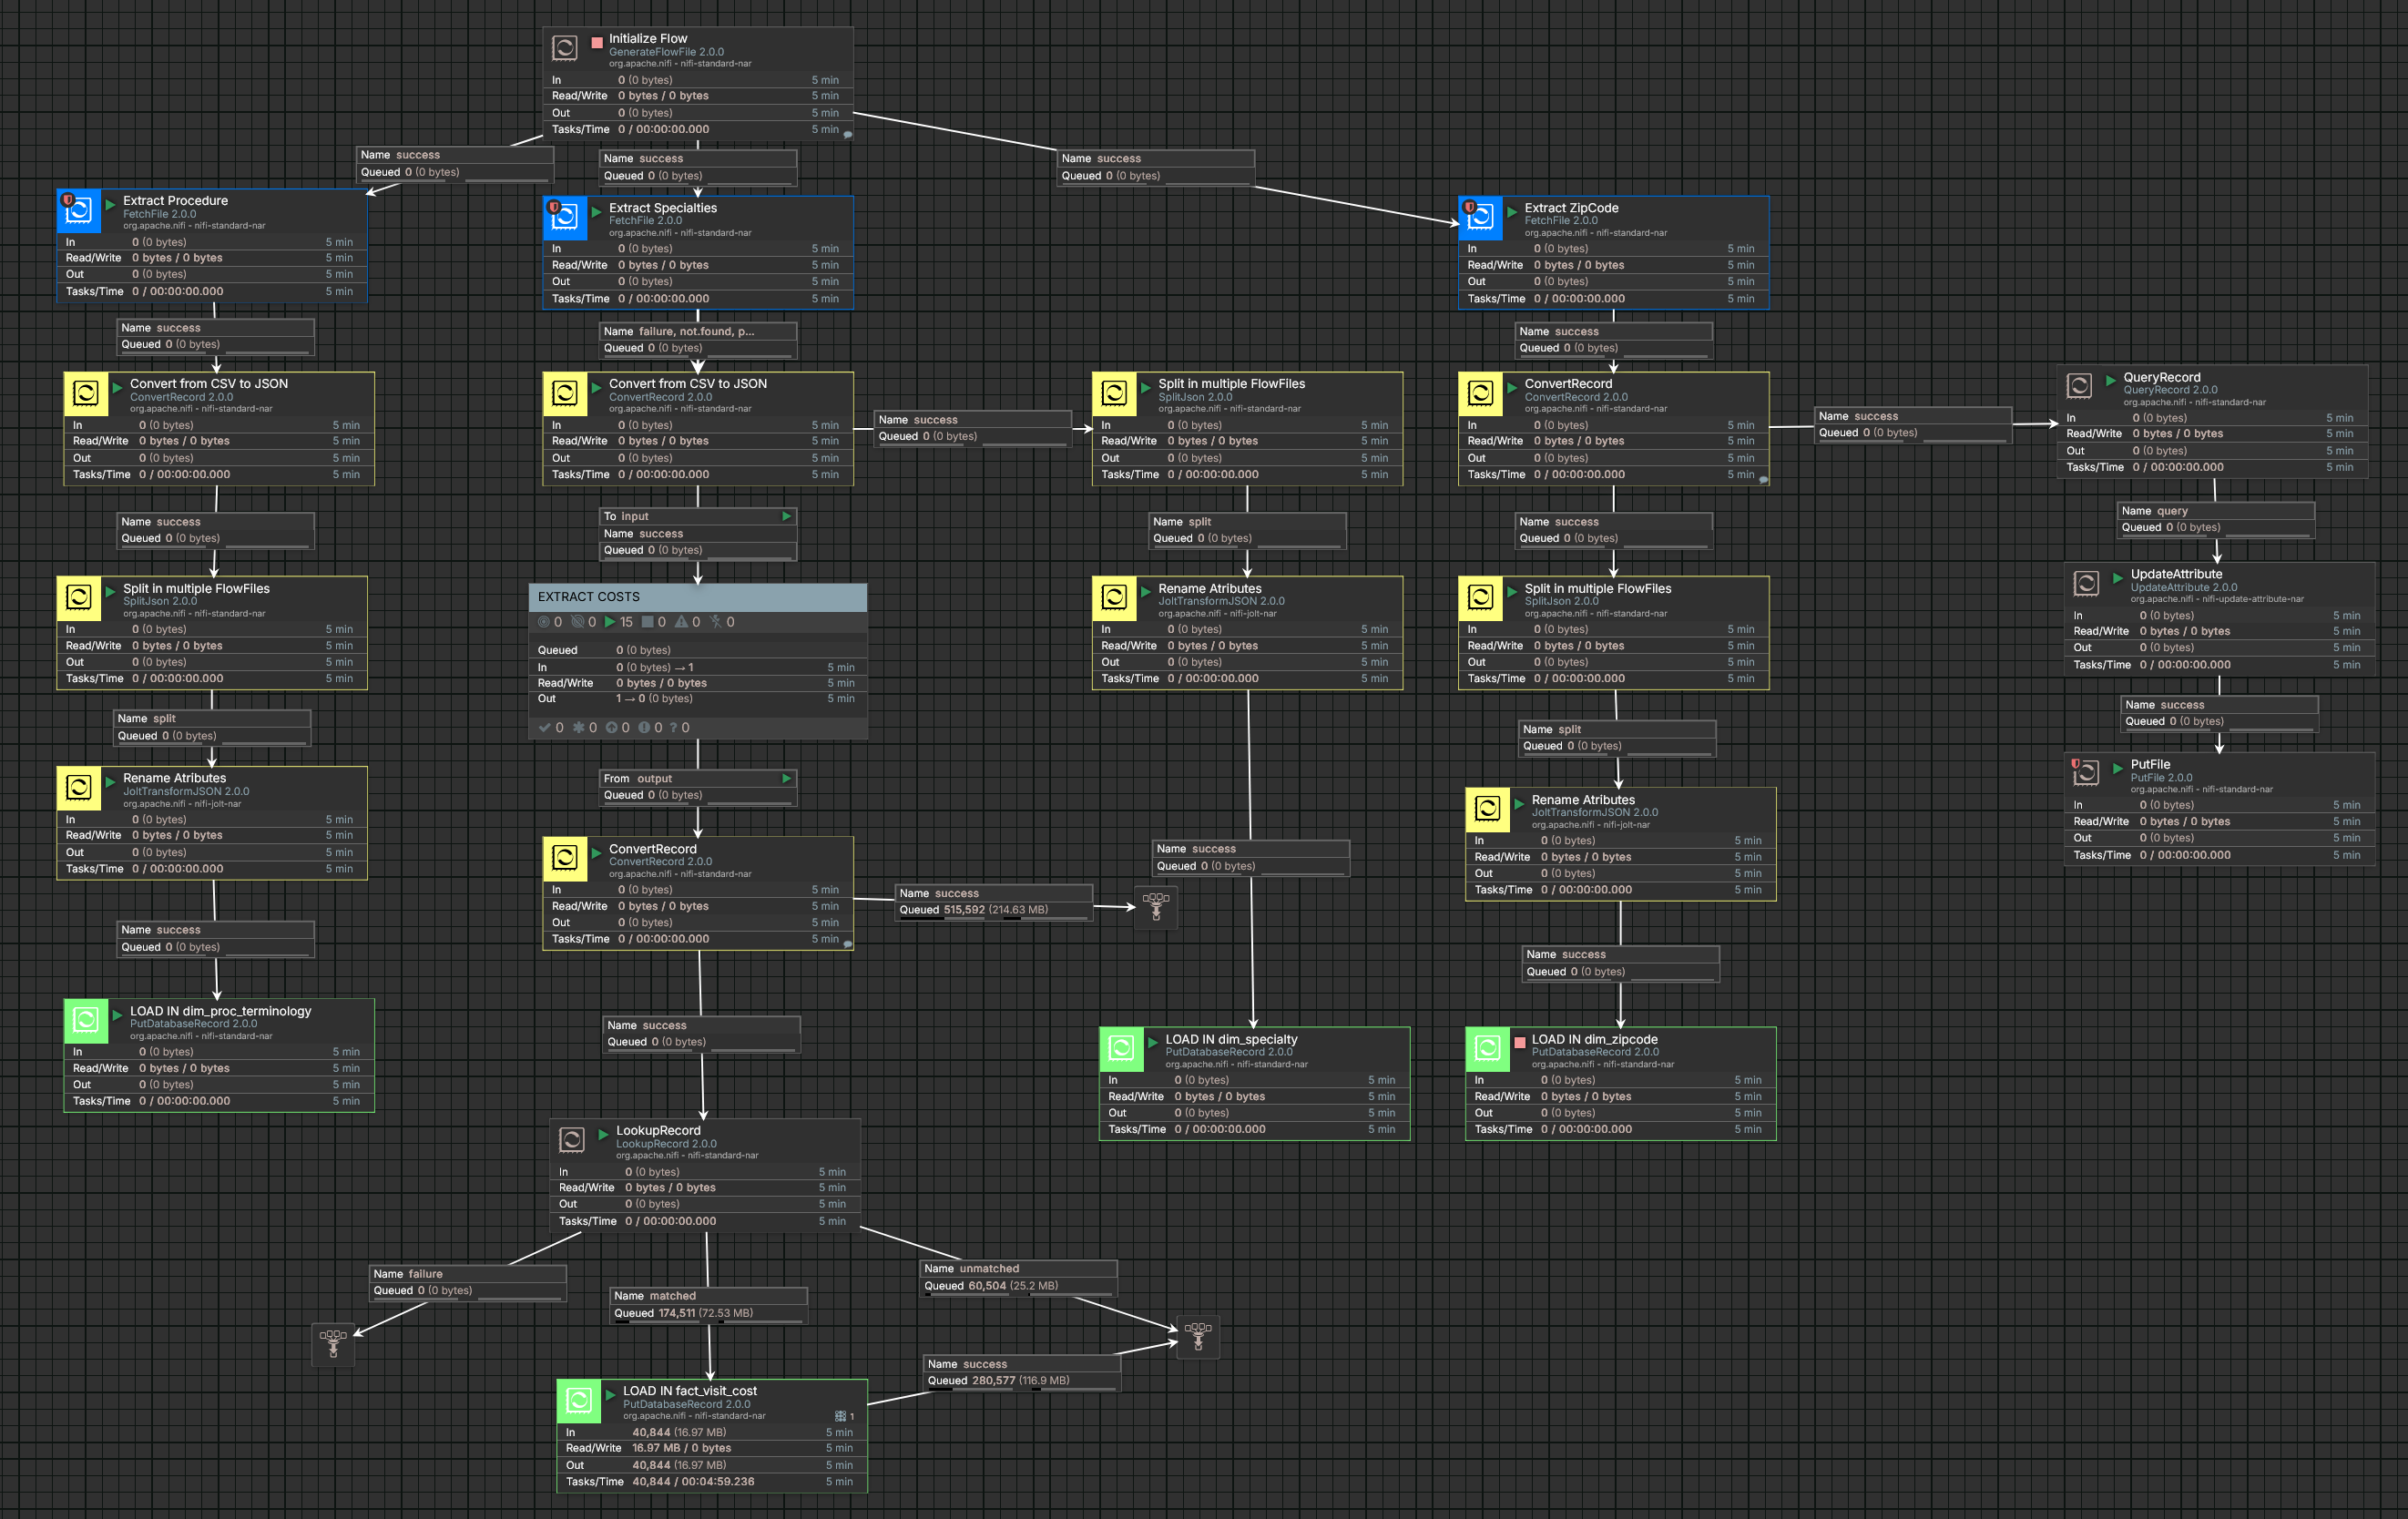 Initialize Flow
GenerateFlowFile 2.0.0
org.apache.nifi - nifi-standard-nar
In 0 (0 bytes) 5 min
Read/Write 0 bytes / 0 bytes 5 min
Out 0 (0 bytes) 5 min
Tasks/Time 0 / 00:00:00.000 5 min
Name success
Queued 0 (0 bytes)
Name success
Queued 0 (0 bytes)
Name success
Queued 0 (0 bytes)
Extract Procedure
FetchFile 2.0.0
org.apache.nifi - nifi-standard-nar
In 0 (0 bytes) 5 min
Read/Write 0 bytes / 0 bytes 5 min
Out 0 (0 bytes) 5 min
Tasks/Time 0 / 00:00:00.000 5 min
Name success
Queued 0 (0 bytes)
Convert from CSV to JSON
ConvertRecord 2.0.0
org.apache.nifi - nifi-standard-nar
In 0 (0 bytes) 5 min
Read/Write 0 bytes / 0 bytes 5 min
Out 0 (0 bytes) 5 min
Tasks/Time 0 / 00:00:00.000 5 min
Name success
Queued 0 (0 bytes)
Split in multiple FlowFiles
SplitJson 2.0.0
org.apache.nifi - nifi-standard-nar
In 0 (0 bytes) 5 min
Read/Write 0 bytes / 0 bytes 5 min
Out 0 (0 bytes) 5 min
Tasks/Time 0 / 00:00:00.000 5 min
Name split
Queued 0 (0 bytes)
Rename Atributes
JoltTransformJSON 2.0.0
org.apache.nifi - nifi-jolt-nar
In 0 (0 bytes) 5 min
Read/Write 0 bytes / 0 bytes 5 min
Out 0 (0 bytes) 5 min
Tasks/Time 0 / 00:00:00.000 5 min
Name success
Queued 0 (0 bytes)
LOAD IN dim_proc_terminology
PutDatabaseRecord 2.0.0
org.apache.nifi - nifi-standard-nar
In 0 (0 bytes) 5 min
Read/Write 0 bytes / 0 bytes 5 min
Out 0 (0 bytes) 5 min
Tasks/Time 0 / 00:00:00.000 5 min
Extract Specialties
FetchFile 2.0.0
org.apache.nifi - nifi-standard-nar
In 0 (0 bytes) 5 min
Read/Write 0 bytes / 0 bytes 5 min
Out 0 (0 bytes) 5 min
Tasks/Time 0 / 00:00:00.000 5 min
Name failure, not.found, p...
Queued 0 (0 bytes)
Convert from CSV to JSON
ConvertRecord 2.0.0
org.apache.nifi - nifi-standard-nar
In 0 (0 bytes) 5 min
Read/Write 0 bytes / 0 bytes 5 min
Out 0 (0 bytes) 5 min
Tasks/Time 0 / 00:00:00.000 5 min
Name success
Queued 0 (0 bytes)
To input
Name success
Queued 0 (0 bytes)
EXTRACT COSTS
0 0 15 0 0 0
Queued 0 (0 bytes)
In 0 (0 bytes) → 1 5 min
Read/Write 0 bytes / 0 bytes 5 min
Out 1 → 0 (0 bytes) 5 min
0 0 0 0 ? 0
From output
Queued 0 (0 bytes)
ConvertRecord
ConvertRecord 2.0.0
org.apache.nifi - nifi-standard-nar
In 0 (0 bytes) 5 min
Read/Write 0 bytes / 0 bytes 5 min
Out 0 (0 bytes) 5 min
Tasks/Time 0 / 00:00:00.000 5 min
Name success
Queued 515,592 (214.63 MB)
Name success
Queued 0 (0 bytes)
LookupRecord
LookupRecord 2.0.0
org.apache.nifi - nifi-standard-nar
In 0 (0 bytes) 5 min
Read/Write 0 bytes / 0 bytes 5 min
Out 0 (0 bytes) 5 min
Tasks/Time 0 / 00:00:00.000 5 min
Name failure
Queued 0 (0 bytes)
Name matched
Queued 174,511 (72.53 MB)
Name unmatched
Queued 60,504 (25.2 MB)
Name success
Queued 280,577 (116.9 MB)
LOAD IN fact_visit_cost
PutDatabaseRecord 2.0.0
org.apache.nifi - nifi-standard-nar
1
In 40,844 (16.97 MB) 5 min
Read/Write 16.97 MB / 0 bytes 5 min
Out 40,844 (16.97 MB) 5 min
Tasks/Time 40,844 / 00:04:59.236 5 min
Split in multiple FlowFiles
SplitJson 2.0.0
org.apache.nifi - nifi-standard-nar
In 0 (0 bytes) 5 min
Read/Write 0 bytes / 0 bytes 5 min
Out 0 (0 bytes) 5 min
Tasks/Time 0 / 00:00:00.000 5 min
Name split
Queued 0 (0 bytes)
Rename Atributes
JoltTransformJSON 2.0.0
org.apache.nifi - nifi-jolt-nar
In 0 (0 bytes) 5 min
Read/Write 0 bytes / 0 bytes 5 min
Out 0 (0 bytes) 5 min
Tasks/Time 0 / 00:00:00.000 5 min
Name success
Queued 0 (0 bytes)
LOAD IN dim_specialty
PutDatabaseRecord 2.0.0
org.apache.nifi - nifi-standard-nar
In 0 (0 bytes) 5 min
Read/Write 0 bytes / 0 bytes 5 min
Out 0 (0 bytes) 5 min
Tasks/Time 0 / 00:00:00.000 5 min
Extract ZipCode
FetchFile 2.0.0
org.apache.nifi - nifi-standard-nar
In 0 (0 bytes) 5 min
Read/Write 0 bytes / 0 bytes 5 min
Out 0 (0 bytes) 5 min
Tasks/Time 0 / 00:00:00.000 5 min
Name success
Queued 0 (0 bytes)
ConvertRecord
ConvertRecord 2.0.0
org.apache.nifi - nifi-standard-nar
In 0 (0 bytes) 5 min
Read/Write 0 bytes / 0 bytes 5 min
Out 0 (0 bytes) 5 min
Tasks/Time 0 / 00:00:00.000 5 min
Name success
Queued 0 (0 bytes)
Name success
Queued 0 (0 bytes)
Split in multiple FlowFiles
SplitJson 2.0.0
org.apache.nifi - nifi-standard-nar
In 0 (0 bytes) 5 min
Read/Write 0 bytes / 0 bytes 5 min
Out 0 (0 bytes) 5 min
Tasks/Time 0 / 00:00:00.000 5 min
Name split
Queued 0 (0 bytes)
Rename Atributes
JoltTransformJSON 2.0.0
org.apache.nifi - nifi-jolt-nar
In 0 (0 bytes) 5 min
Read/Write 0 bytes / 0 bytes 5 min
Out 0 (0 bytes) 5 min
Tasks/Time 0 / 00:00:00.000 5 min
Name success
Queued 0 (0 bytes)
LOAD IN dim_zipcode
PutDatabaseRecord 2.0.0
org.apache.nifi - nifi-standard-nar
In 0 (0 bytes) 5 min
Read/Write 0 bytes / 0 bytes 5 min
Out 0 (0 bytes) 5 min
Tasks/Time 0 / 00:00:00.000 5 min
QueryRecord
QueryRecord 2.0.0
org.apache.nifi - nifi-standard-nar
In 0 (0 bytes) 5 min
Read/Write 0 bytes / 0 bytes 5 min
Out 0 (0 bytes) 5 min
Tasks/Time 0 / 00:00:00.000 5 min
Name query
Queued 0 (0 bytes)
UpdateAttribute
UpdateAttribute 2.0.0
org.apache.nifi - nifi-update-attribute-nar
In 0 (0 bytes) 5 min
Read/Write 0 bytes / 0 bytes 5 min
Out 0 (0 bytes) 5 min
Tasks/Time 0 / 00:00:00.000 5 min
Name success
Queued 0 (0 bytes)
PutFile
PutFile 2.0.0
org.apache.nifi - nifi-standard-nar
In 0 (0 bytes) 5 min
Read/Write 0 bytes / 0 bytes 5 min
Out 0 (0 bytes) 5 min
Tasks/Time 0 / 00:00:00.000 5 min